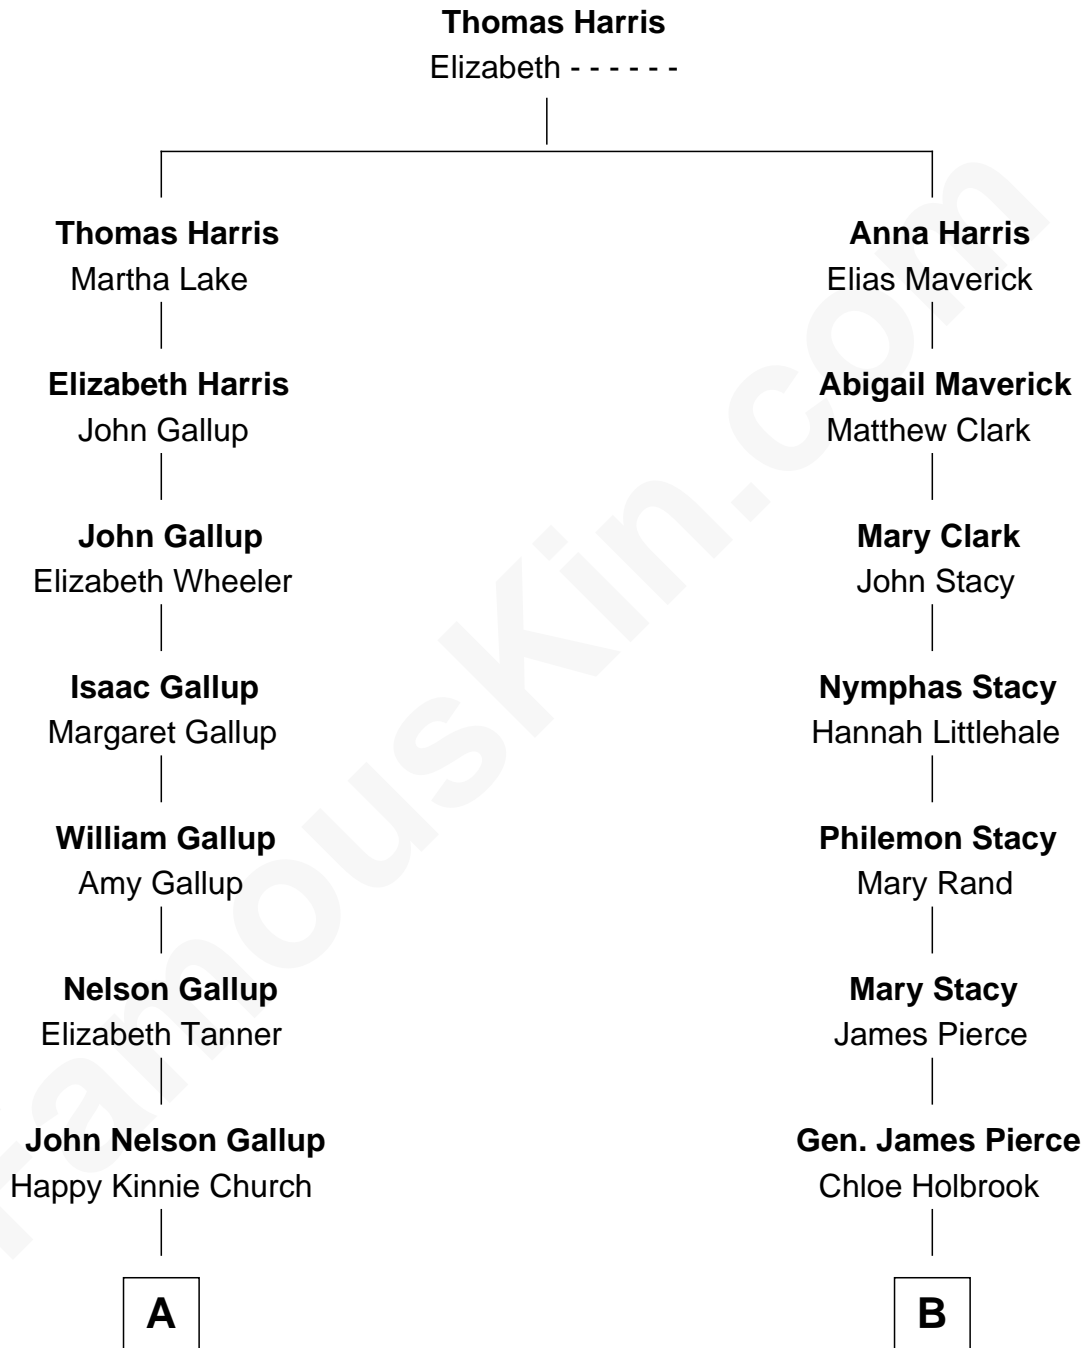 Thomas Harris
Elizabeth - - - - - -
Thomas Harris
Martha Lake
Anna Harris
Elias Maverick
Elizabeth Harris
John Gallup
Abigail Maverick
Matthew Clark
John Gallup
Elizabeth Wheeler
Mary Clark
John Stacy
Isaac Gallup
Margaret Gallup
Nymphas Stacy
Hannah Littlehale
William Gallup
Amy Gallup
Philemon Stacy
Mary Rand
Nelson Gallup
Elizabeth Tanner
Mary Stacy
James Pierce
John Nelson Gallup
Happy Kinnie Church
Gen. James Pierce
Chloe Holbrook
A
B
FamousKin.com